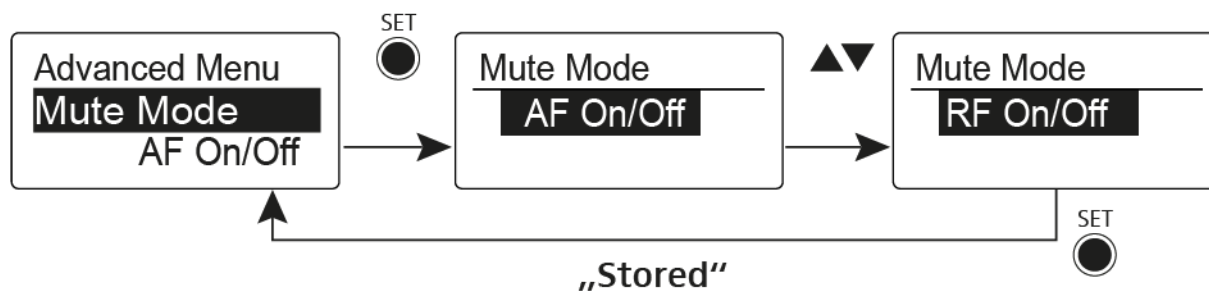 SET
Advanced Menu
Mute Mode
AF On/Off
Mute Mode
AF On/Off
Mute Mode
RF On/Off
SET
„Stored“